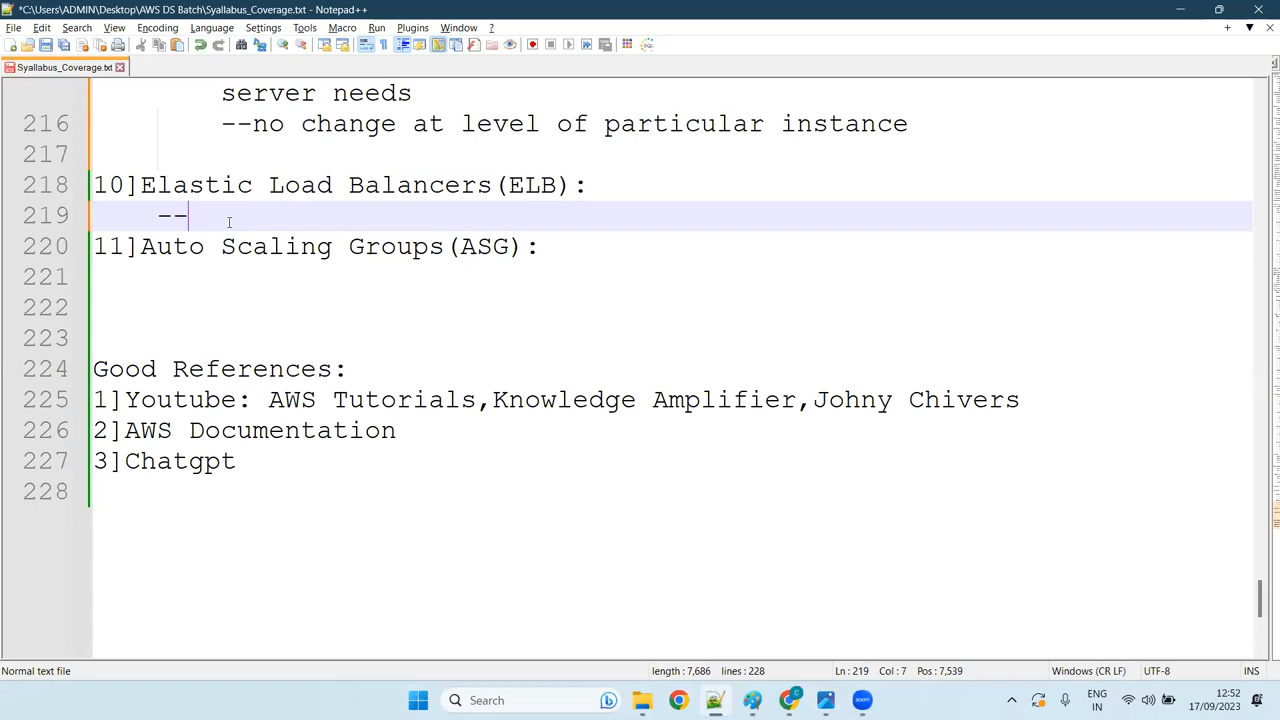 *C:\Users\ADMIN\Desktop\AWS DS Batch\Syallabus_Coverage.txt - Notepad++
File Edit Search View Encoding Language Settings Tools Macro Run Plugins Window ?
Syallabus_Coverage.txt
server needs
216 --no change at level of particular instance
217
218 10]Elastic Load Balancers(ELB):
219 --
220 11]Auto Scaling Groups(ASG):
221
222
223
224 Good References:
225 1]Youtube: AWS Tutorials,Knowledge Amplifier,Johny Chivers
226 2]AWS Documentation
227 3]Chatgpt
228
Normal text file length : 7,686 lines : 228 Ln : 219 Col : 7 Pos : 7,539 Windows (CR LF) UTF-8 INS
Search ENG IN 12:52 17/09/2023